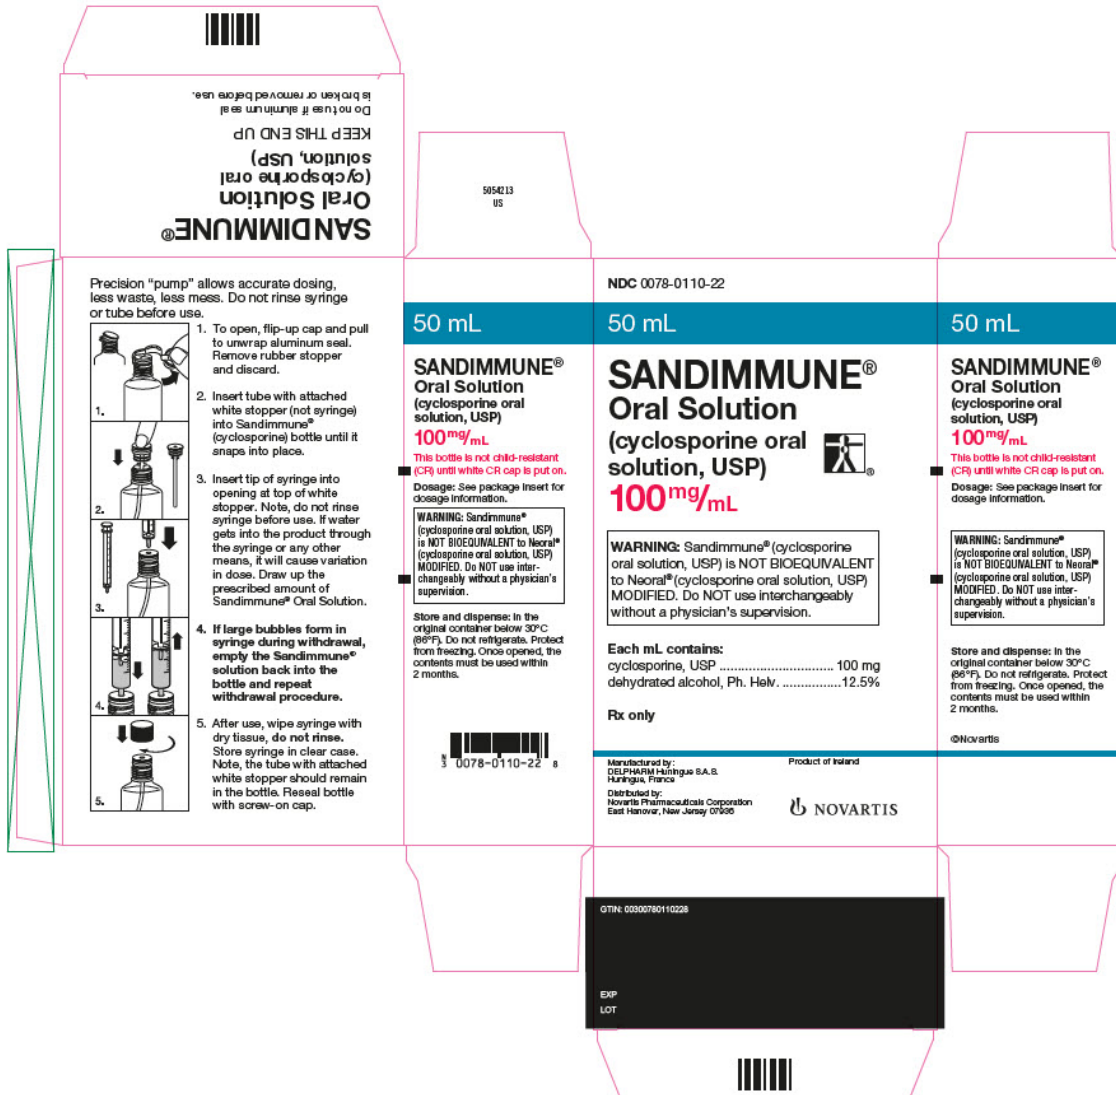 SANDIMMUNE®
Oral Solution
(cyclosporine oral
solution, USP)
KEEP THIS END UP
Do not use if aluminum seal
is broken or removed before use.
5054213
US
Precision “pump” allows accurate dosing,
less waste, less mess. Do not rinse syringe
or tube before use.
1.
2.
3.
4.
5.
1. To open, flip-up cap and pull
to unwrap aluminum seal.
Remove rubber stopper
and discard.
2. Insert tube with attached
white stopper (not syringe)
into Sandimmune®
(cyclosporine) bottle until it
snaps into place.
3. Insert tip of syringe into
opening at top of white
stopper. Note, do not rinse
syringe before use. If water
gets into the product through
the syringe or any other
means, it will cause variation
in dose. Draw up the
prescribed amount of
Sandimmune® Oral Solution.
4. If large bubbles form in
syringe during withdrawal,
empty the Sandimmune®
solution back into the
bottle and repeat
withdrawal procedure.
5. After use, wipe syringe with
dry tissue, do not rinse.
Store syringe in clear case.
Note, the tube with attached
white stopper should remain
in the bottle. Reseal bottle
with screw-on cap.
50 mL
SANDIMMUNE®
Oral Solution
(cyclosporine oral
solution, USP)
100 mg/mL
This bottle is not child-resistant
(CR) until white CR cap is put on.
Dosage: See package insert for
dosage information.
WARNING: Sandimmune®
(cyclosporine oral solution, USP)
is NOT BIOEQUIVALENT to Neoral®
(cyclosporine oral solution, USP)
MODIFIED. Do NOT use inter-
changeably without a physician’s
supervision.
Store and dispense: In the
original container below 30°C
(86°F). Do not refrigerate. Protect
from freezing. Once opened, the
contents must be used within
2 months.
N
3 0078-0110-22 8
NDC 0078-0110-22
50 mL
SANDIMMUNE®
Oral Solution
(cyclosporine oral
solution, USP)
®
100 mg/mL
WARNING: Sandimmune® (cyclosporine
oral solution, USP) is NOT BIOEQUIVALENT
to Neoral® (cyclosporine oral solution, USP)
MODIFIED. Do NOT use interchangeably
without a physician’s supervision.
Each mL contains:
cyclosporine, USP ................................. 100 mg
dehydrated alcohol, Ph. Helv. .................12.5%
Rx only
Manufactured by:
DELPHARM Huningue S.A.S.
Huningue, France
Distributed by:
Novartis Pharmaceuticals Corporation
East Hanover, New Jersey 07936
Product of Ireland
NOVARTIS
GTIN: 00300780110228
EXP
LOT
50 mL
SANDIMMUNE®
Oral Solution
(cyclosporine oral
solution, USP)
100 mg/mL
This bottle is not child-resistant
(CR) until white CR cap is put on.
Dosage: See package insert for
dosage information.
WARNING: Sandimmune®
(cyclosporine oral solution, USP)
is NOT BIOEQUIVALENT to Neoral®
(cyclosporine oral solution, USP)
MODIFIED. Do NOT use inter-
changeably without a physician’s
supervision.
Store and dispense: In the
original container below 30°C
(86°F). Do not refrigerate. Protect
from freezing. Once opened, the
contents must be used within
2 months.
©Novartis